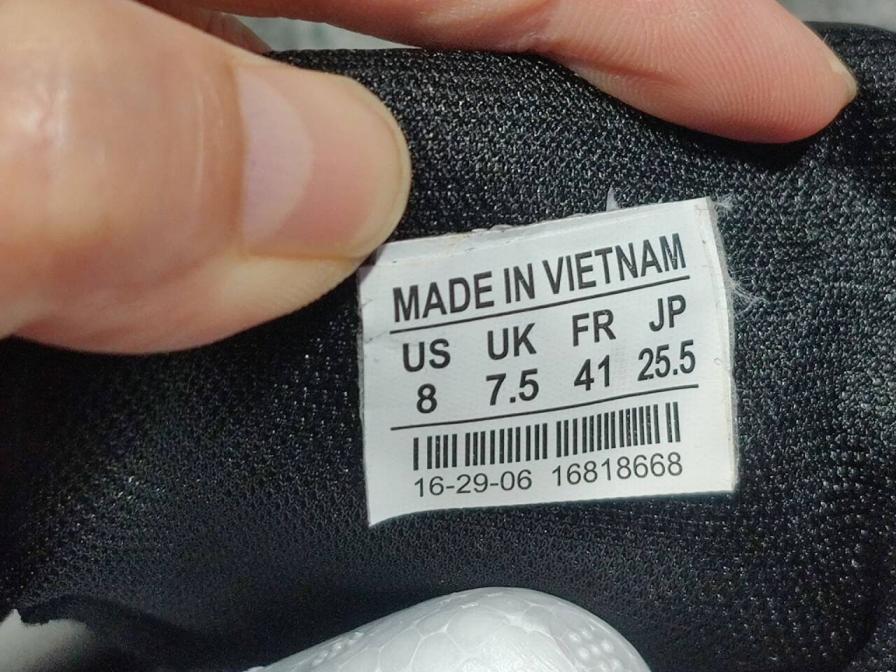 MADE IN VIETNAM
US UK FR JP
8 7.5 41 25.5
16-29-06 16818668